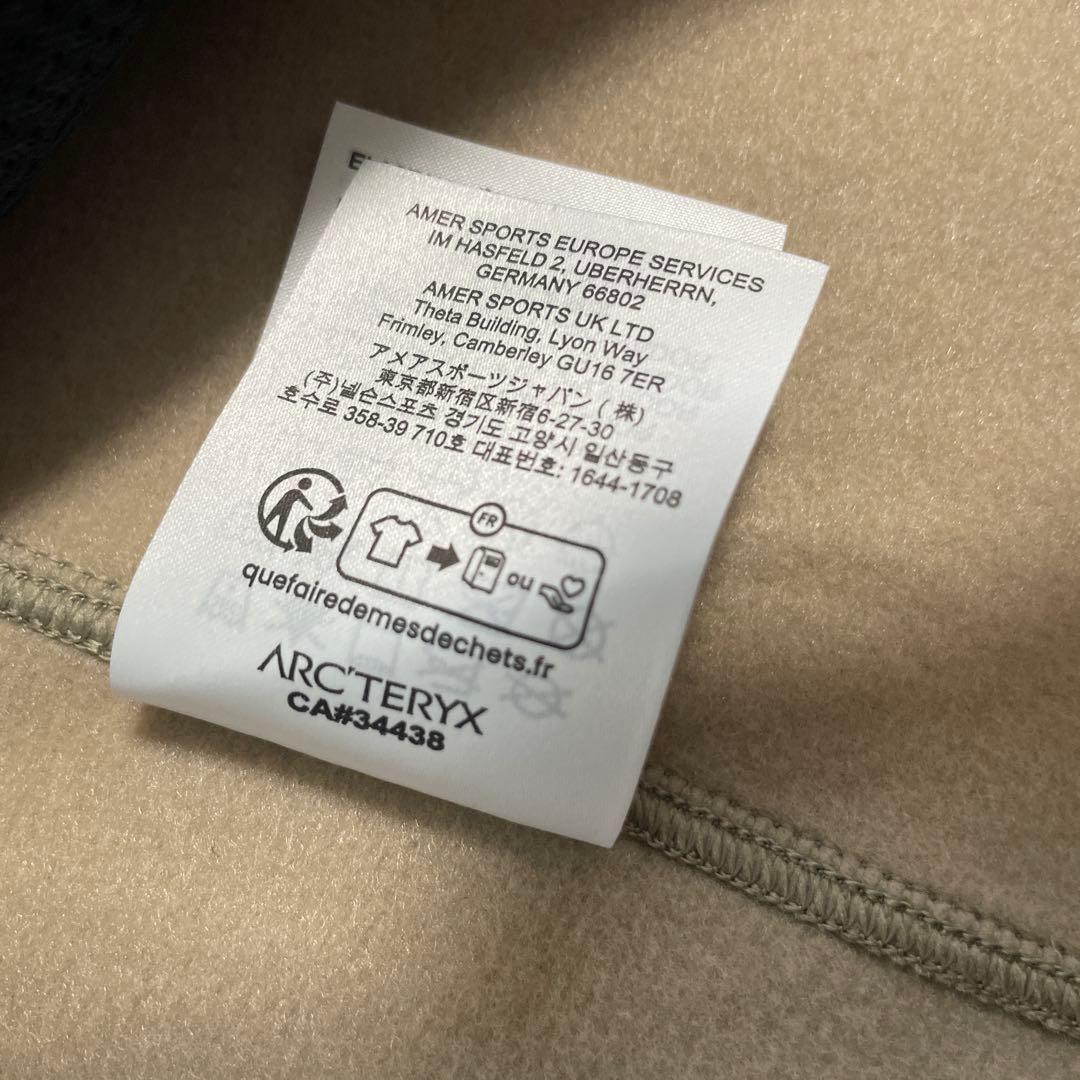 AMER SPORTS EUROPE SERVICES
IM HASFELD 2, UBERHERRN,
GERMANY 66802
AMER SPORTS UK LTD
Theta Building, Lyon Way
Frimley, Camberley GU16 7ER
アメアスポーツジャパン(株)
東京都新宿区新宿6-27-30
(주)넬슨스포츠 경기도 고양시 일산동구
호수로 358-39 710호 대표번호: 1644-1708
FR
ou
quefairedemesdechets.fr
ARC'TERYX
CA#34438